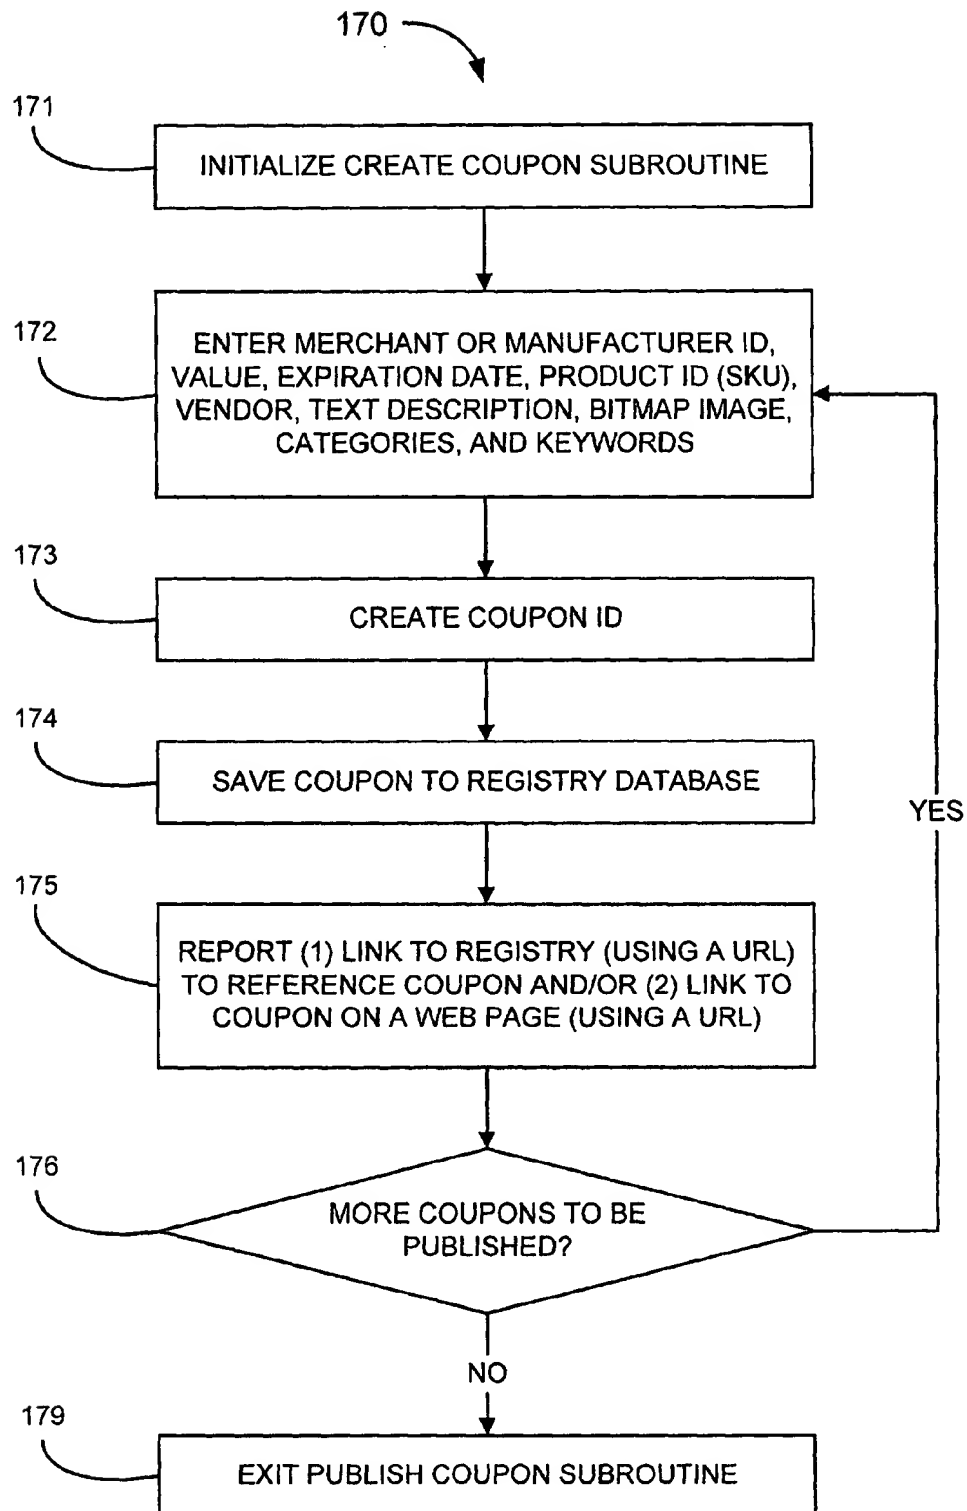 170
171
INITIALIZE CREATE COUPON SUBROUTINE
172
ENTER MERCHANT OR MANUFACTURER ID,
VALUE, EXPIRATION DATE, PRODUCT ID (SKU),
VENDOR, TEXT DESCRIPTION, BITMAP IMAGE,
CATEGORIES, AND KEYWORDS
173
CREATE COUPON ID
174
SAVE COUPON TO REGISTRY DATABASE
YES
175
REPORT (1) LINK TO REGISTRY (USING A URL)
TO REFERENCE COUPON AND/OR (2) LINK TO
COUPON ON A WEB PAGE (USING A URL)
176
MORE COUPONS TO BE
PUBLISHED?
NO
179
EXIT PUBLISH COUPON SUBROUTINE